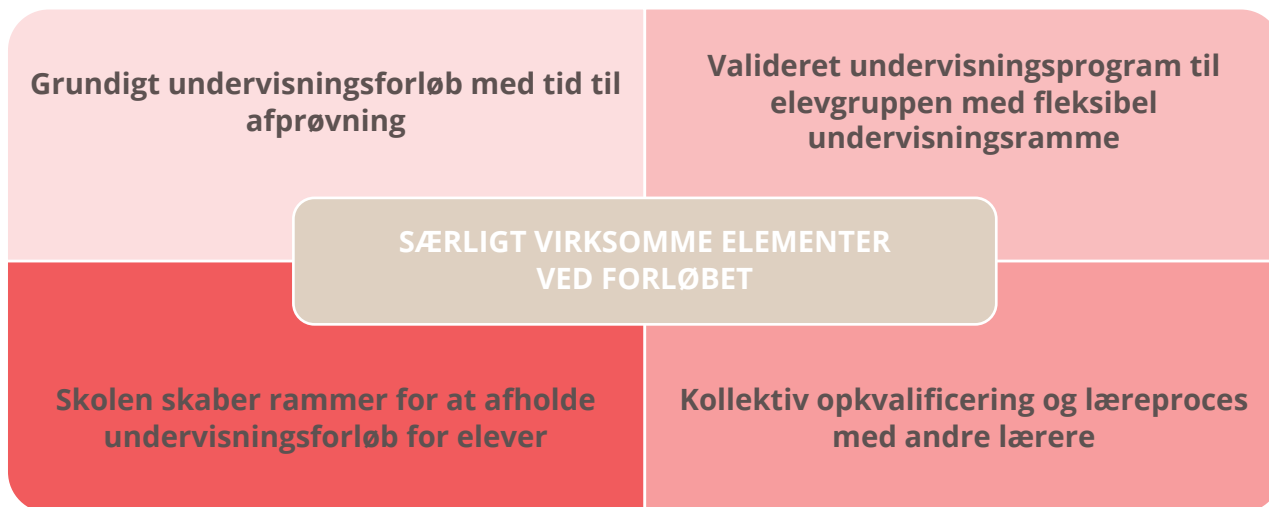 Grundigt undervisningsforløb med tid til
afprøvning
Valideret undervisningsprogram til
elevgruppen med fleksibel
undervisningsramme
SÆRLIGT VIRKSOMME ELEMENTER
VED FORLØBET
Skolen skaber rammer for at afholde
undervisningsforløb for elever
Kollektiv opkvalificering og læreproces
med andre lærere